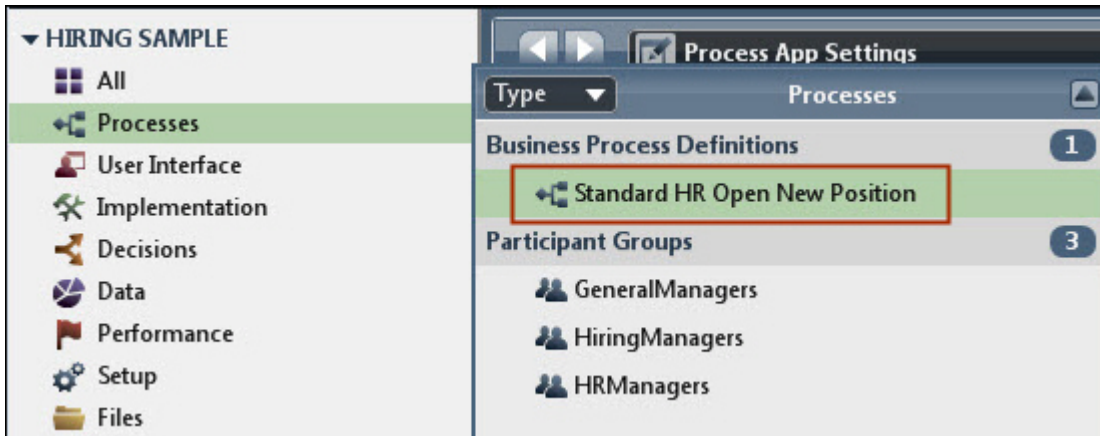 HIRING SAMPLE
All
Processes
User Interface
Implementation
Decisions
Data
Performance
Setup
Files
Process App Settings
Type Processes
Business Process Definitions 1
Standard HR Open New Position
Participant Groups 3
GeneralManagers
HiringManagers
HRManagers